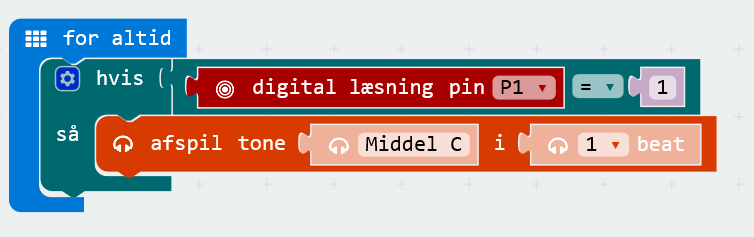 for altid
hvis ( digital læsning pin P1 = 1
så afspil tone Middel C i 1 beat